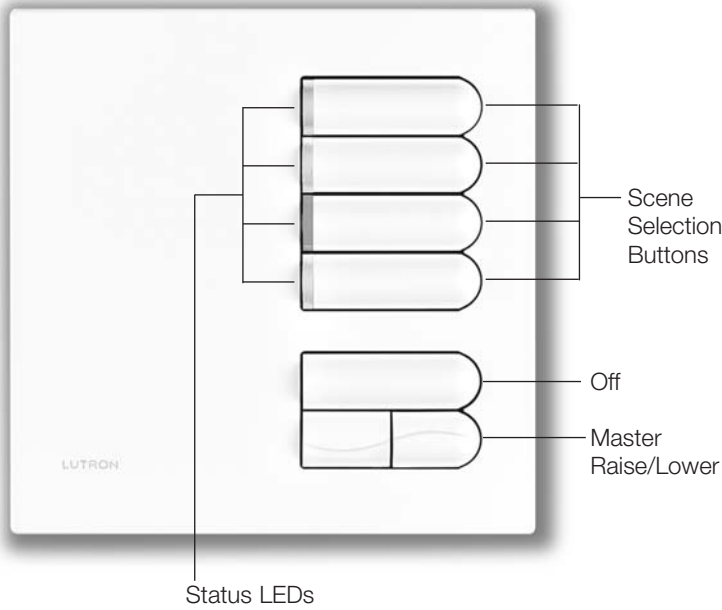 Scene
Selection
Buttons
Off
Master
Raise/Lower
LUTRON
Status LEDs